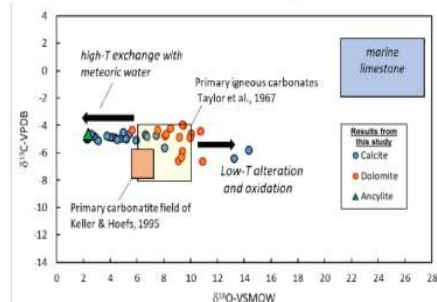 4
2
0
-2
-4
-6
-8
-10
-12
-14
δ¹³C-VPDB
0 2 4 6 8 10 12 14 16 18 20 22 24 26 28
δ¹⁸O-VSMOW
high-T exchange with
meteoric water
Primary igneous carbonates
Taylor et al., 1967
marine
limestone
Results from
this study
Calcite
Dolomite
Ancylite
Low-T alteration
and oxidation
Primary carbonatite field of
Keller & Hoefs, 1995